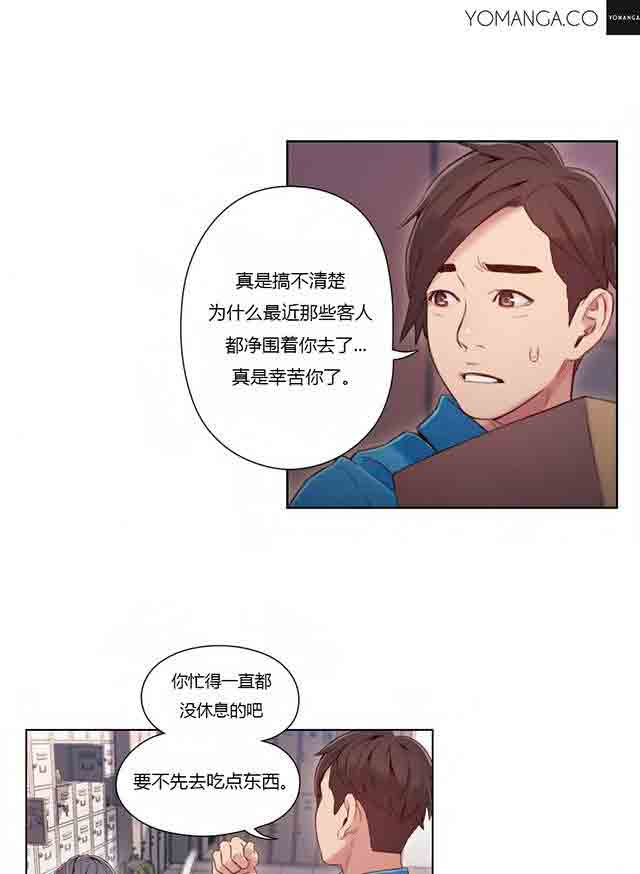 YOMANGA.CO
YOMANGA
真是搞不清楚
为什么最近那些客人
都净围着你去了...
真是幸苦你了。
你忙得一直都
没休息的吧
要不先去吃点东西。